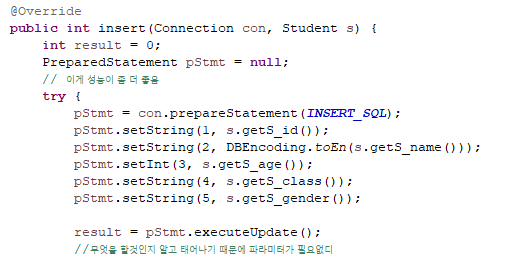 @Override
public int insert(Connection con, Student s) {
int result = 0;
PreparedStatement pStmt = null;
// 이게 성능이 좀 더 좋음
try {
pStmt = con.prepareStatement(INSERT_SQL);
pStmt.setString(1, s.getS_id());
pStmt.setString(2, DBEncoding.toEn(s.getS_name()));
pStmt.setInt(3, s.getS_age());
pStmt.setString(4, s.getS_class());
pStmt.setString(5, s.getS_gender());
result = pStmt.executeUpdate();
//무엇을 할것인지 알고 태어나기 때문에 파라미터가 필요없디